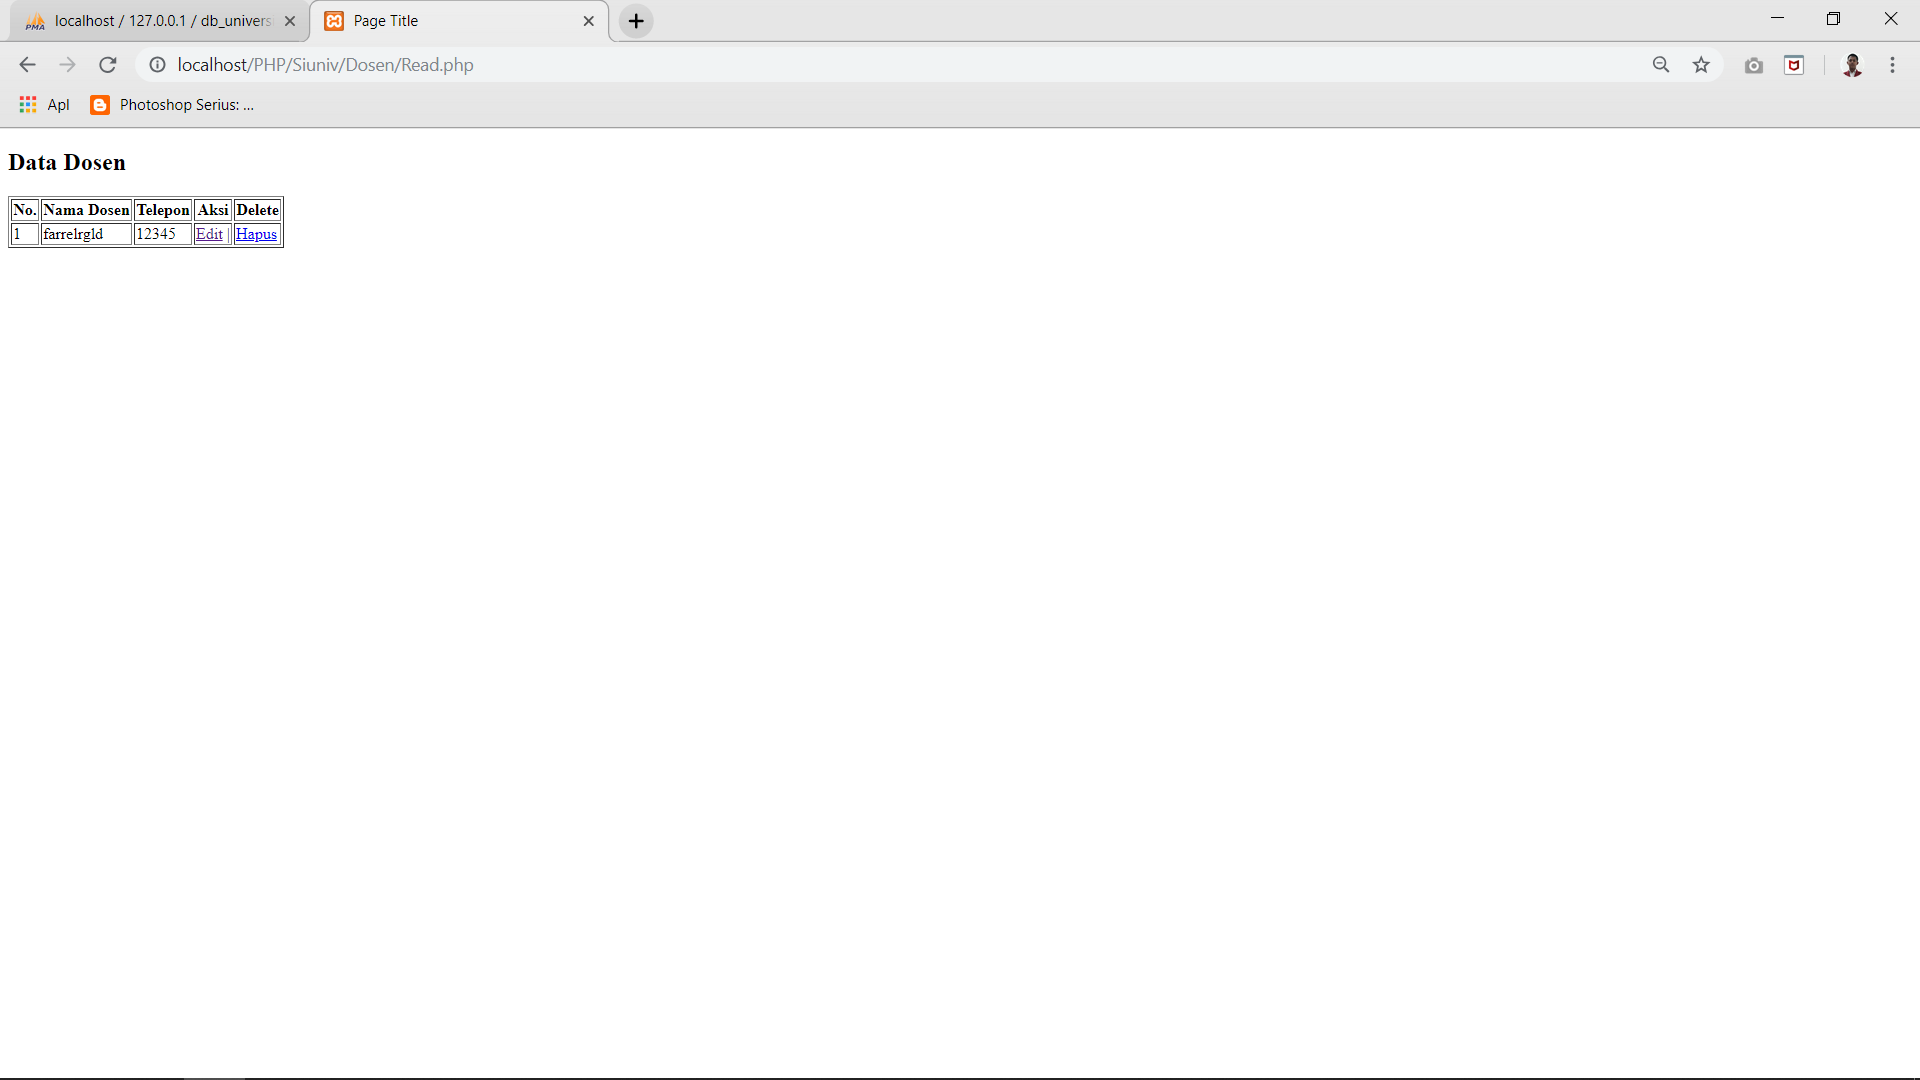 localhost / 127.0.0.1 / db_univers
Page Title
localhost/PHP/Siuniv/Dosen/Read.php
Apl
Photoshop Serius: ...
Data Dosen
No. Nama Dosen Telepon Aksi Delete
1 farrelrgld 12345 Edit | Hapus